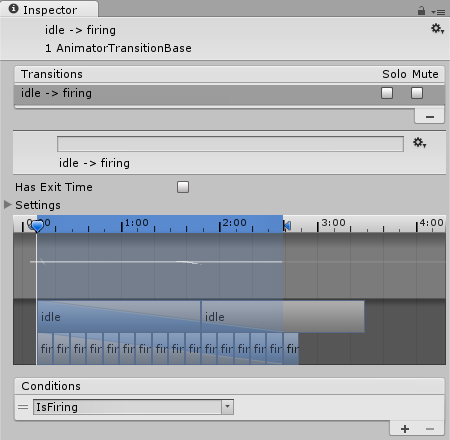 Inspector
idle -> firing
1 AnimatorTransitionBase
Transitions Solo Mute
idle -> firing
idle -> firing
Has Exit Time
Settings
0:00 1:00 2:00 3:00 4:00
idle idle
fir fir fir fir fir fir fir fir fir fir fir fir fir fir fir fir
Conditions
IsFiring